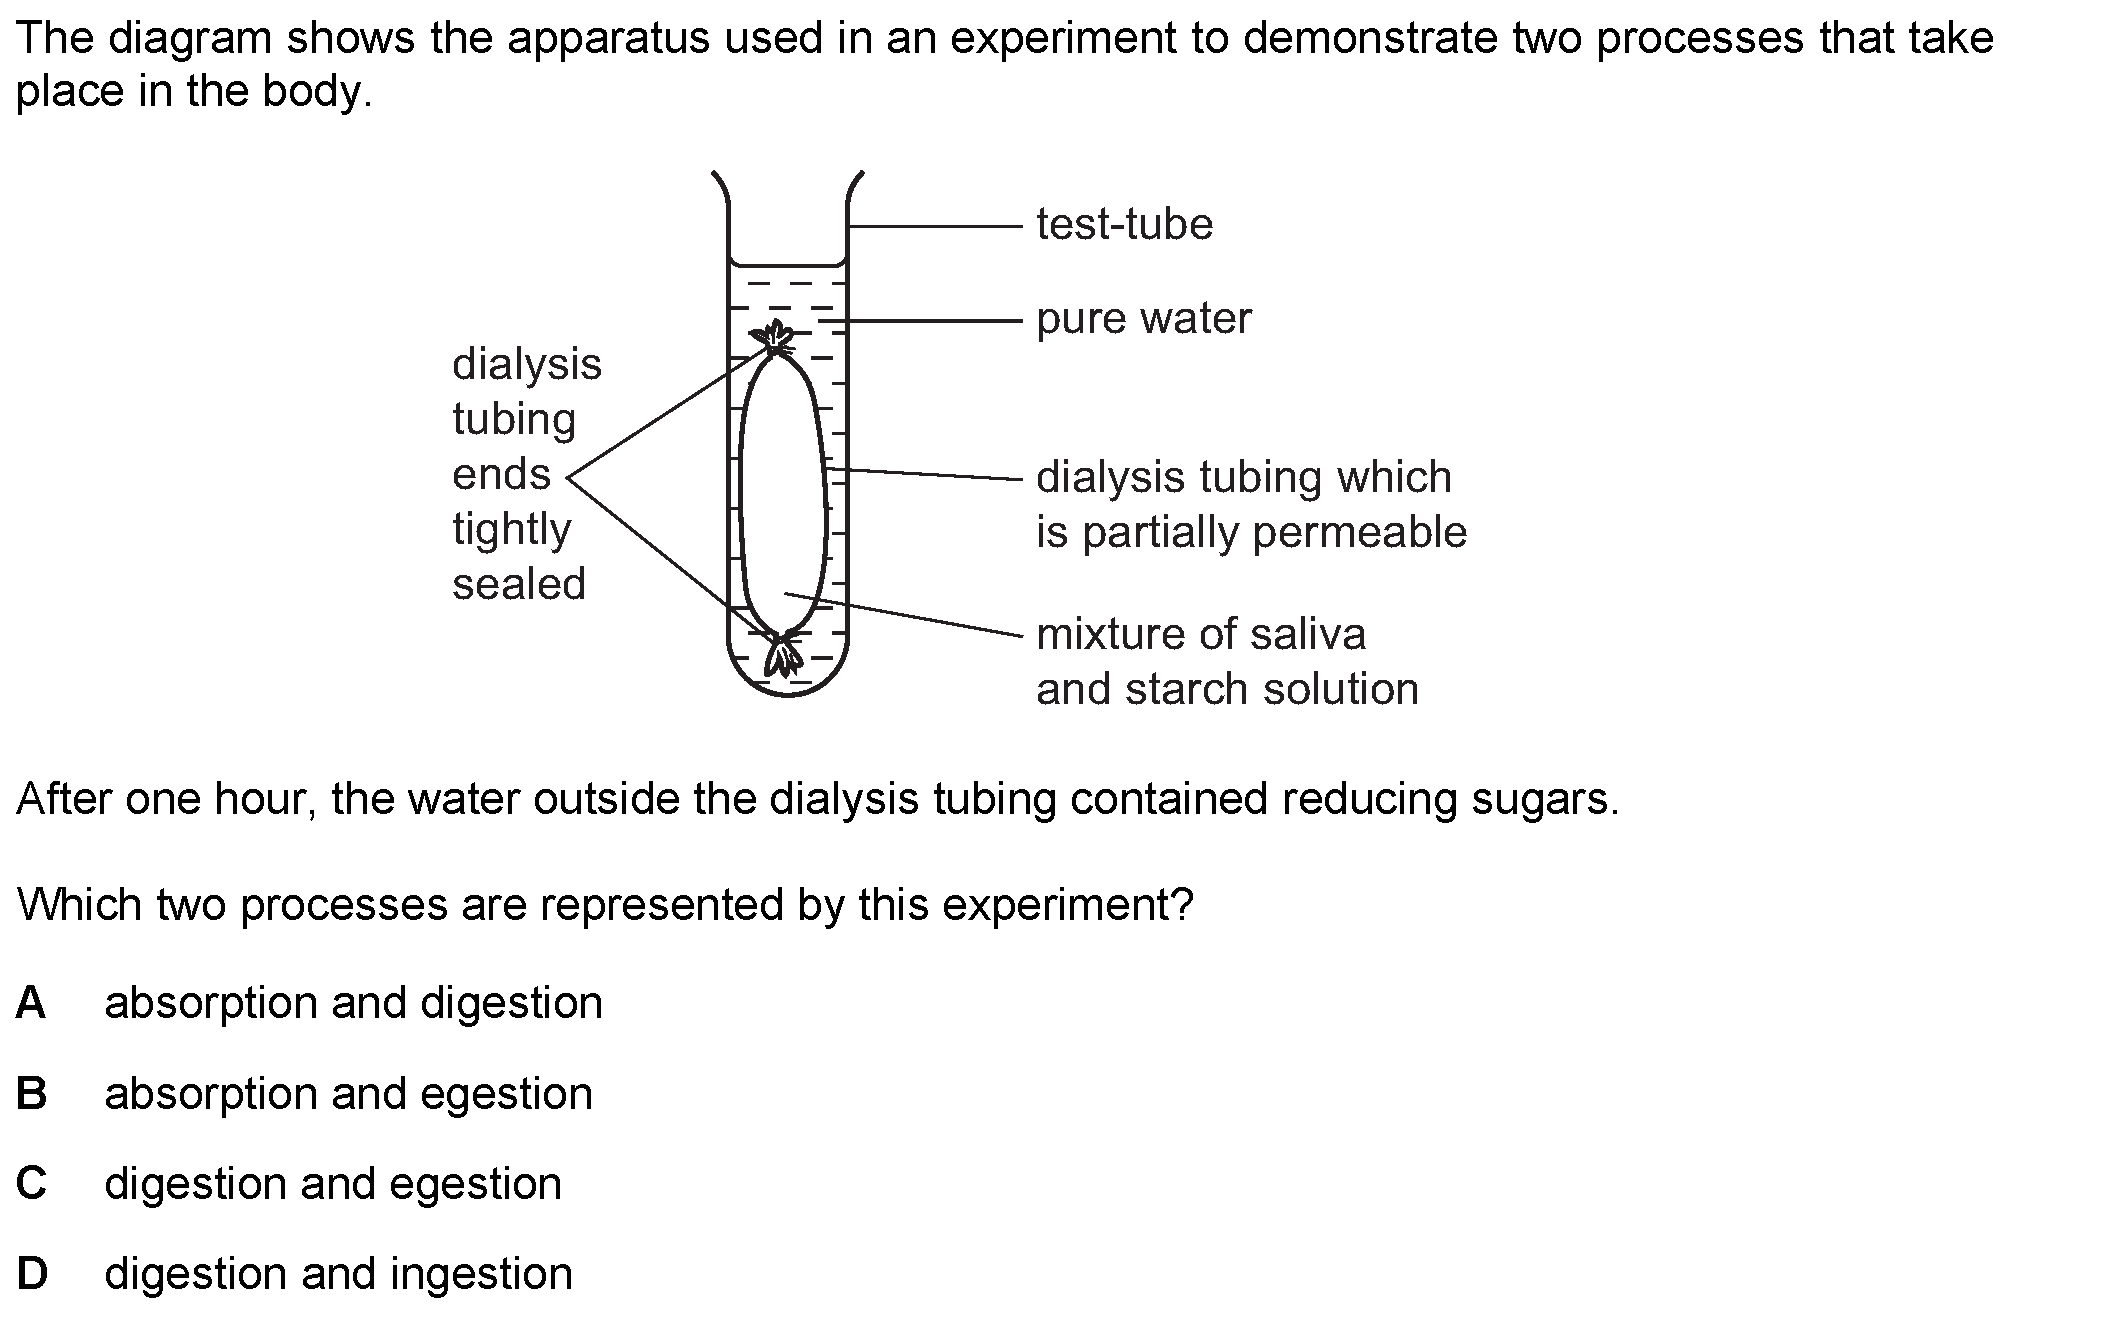 The diagram shows the apparatus used in an experiment to demonstrate two processes that take
place in the body.
test-tube
pure water
dialysis
tubing
ends
tightly
sealed
dialysis tubing which
is partially permeable
mixture of saliva
and starch solution
After one hour, the water outside the dialysis tubing contained reducing sugars.
Which two processes are represented by this experiment?
A absorption and digestion
B absorption and egestion
C digestion and egestion
D digestion and ingestion